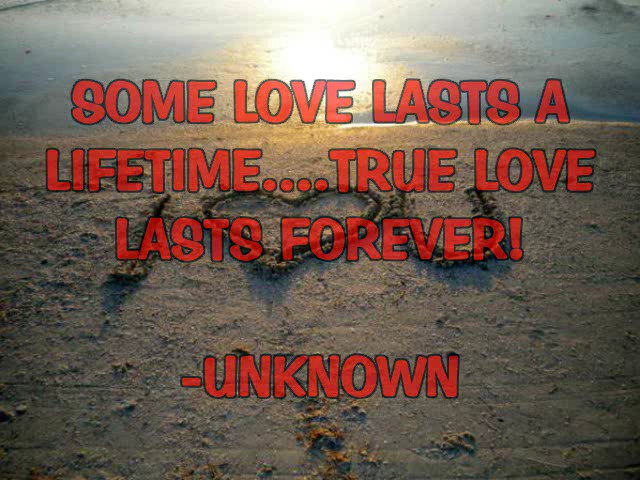 SOME LOVE LASTS A
LIFETIME....TRUE LOVE
LASTS FOREVER!
I ♡ U
-UNKNOWN